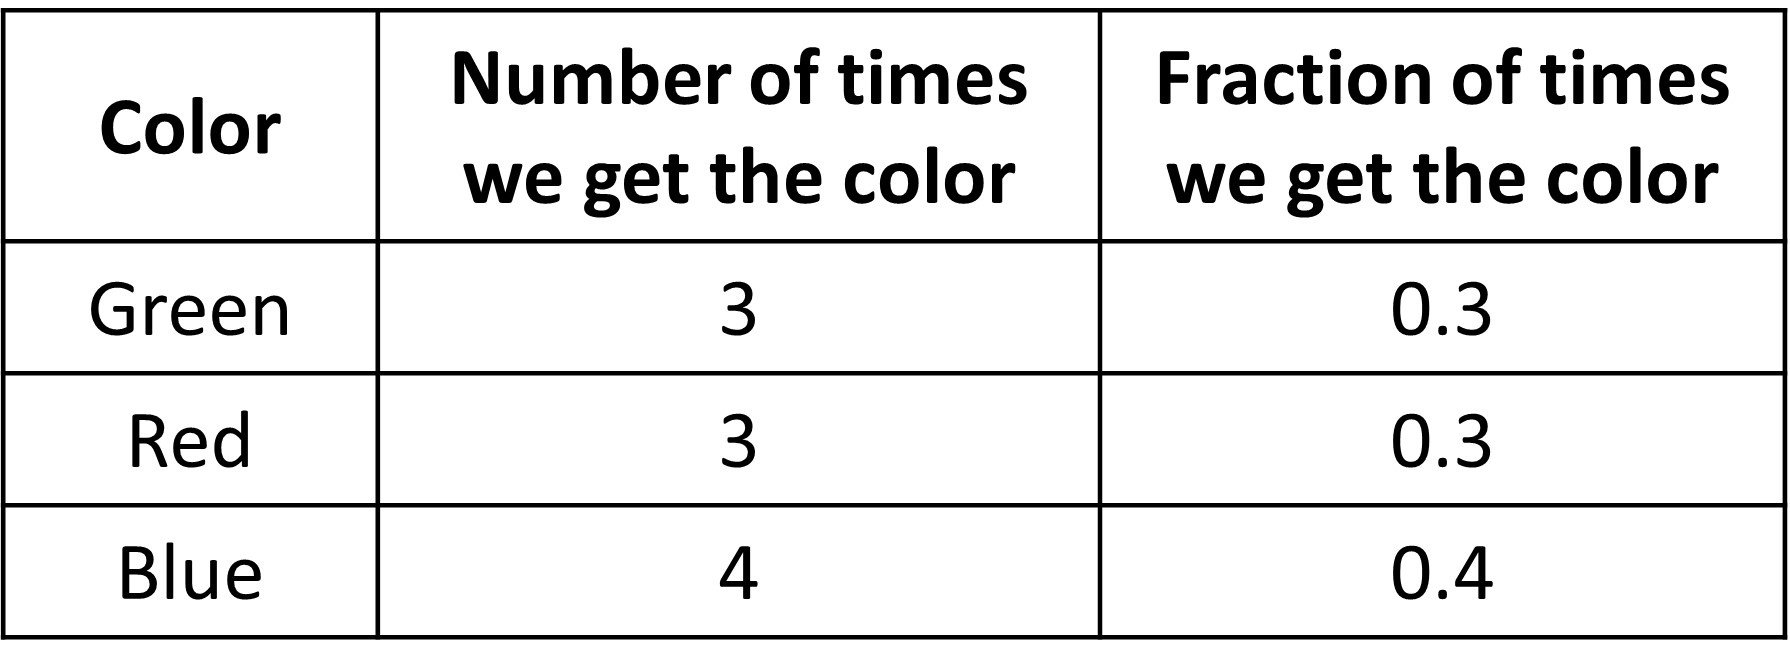 Color
Number of times
we get the color
Fraction of times
we get the color
Green 3 0.3
Red 3 0.3
Blue 4 0.4